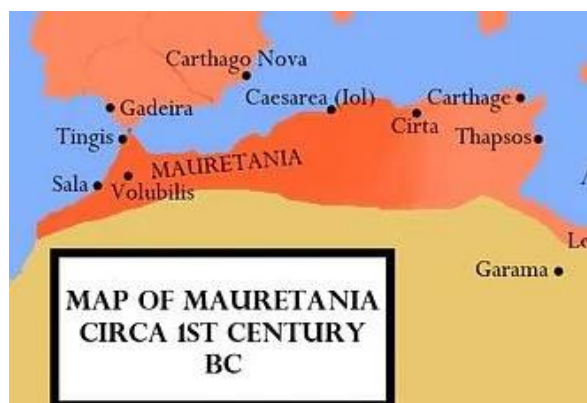 Carthago Nova
Gadeira
Caesarea (Iol)
Carthage
Tingis
Cirta
Thapsos
MAURETANIA
Sala
Volubilis
Garama
MAP OF MAURETANIA
CIRCA 1ST CENTURY
BC